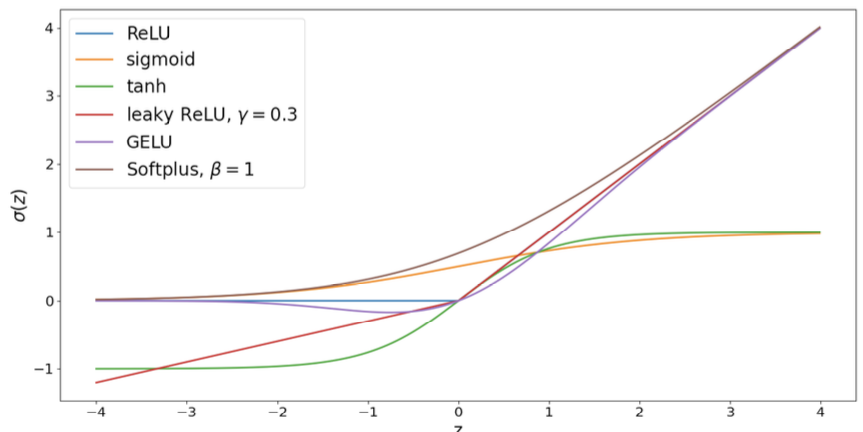 ReLU
sigmoid
tanh
leaky ReLU, γ = 0.3
GELU
Softplus, β = 1
σ(z)
4
3
2
1
0
−1
−4 −3 −2 −1 0 1 2 3 4
z